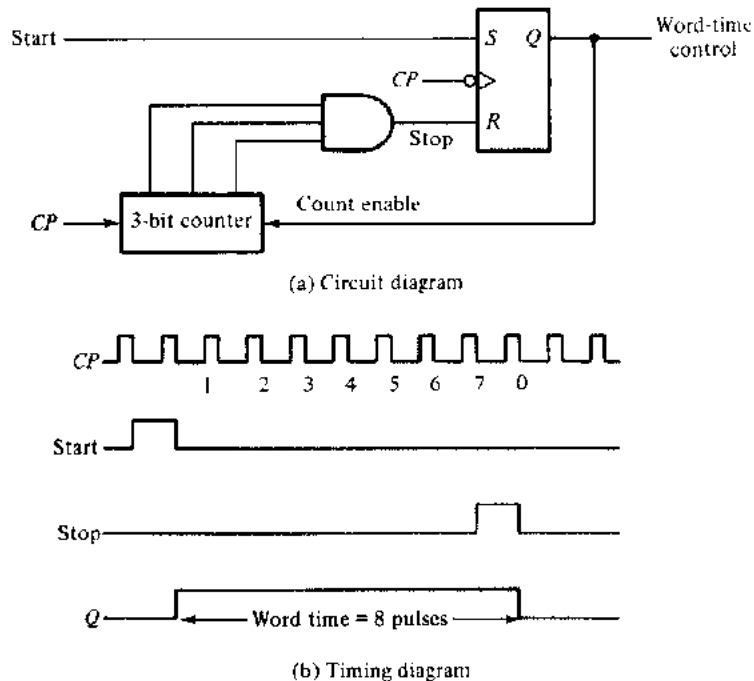 Start
S Q
Word-time
control
CP
R
Stop
CP
3-bit counter
Count enable
(a) Circuit diagram
CP
1 2 3 4 5 6 7 0
Start
Stop
Q
Word time = 8 pulses
(b) Timing diagram